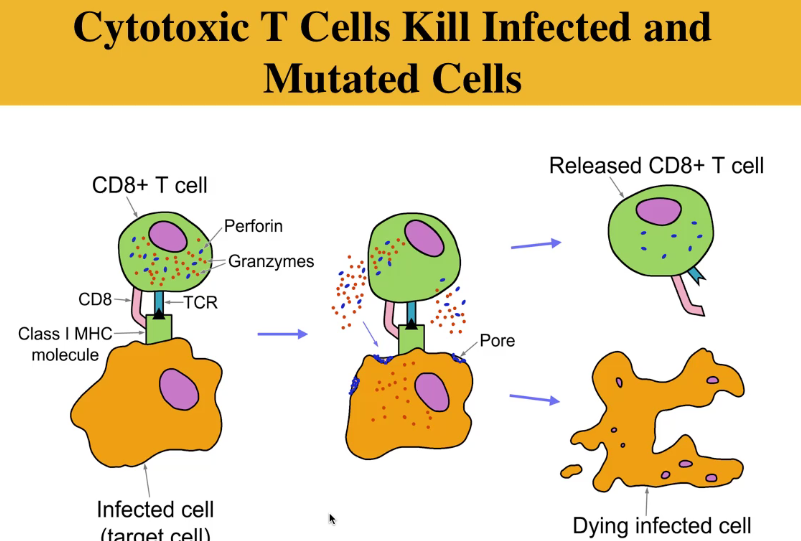 Cytotoxic T Cells Kill Infected and
Mutated Cells
CD8+ T cell
Perforin
Granzymes
CD8
TCR
Class I MHC
molecule
Infected cell
(target cell)
Pore
Released CD8+ T cell
Dying infected cell